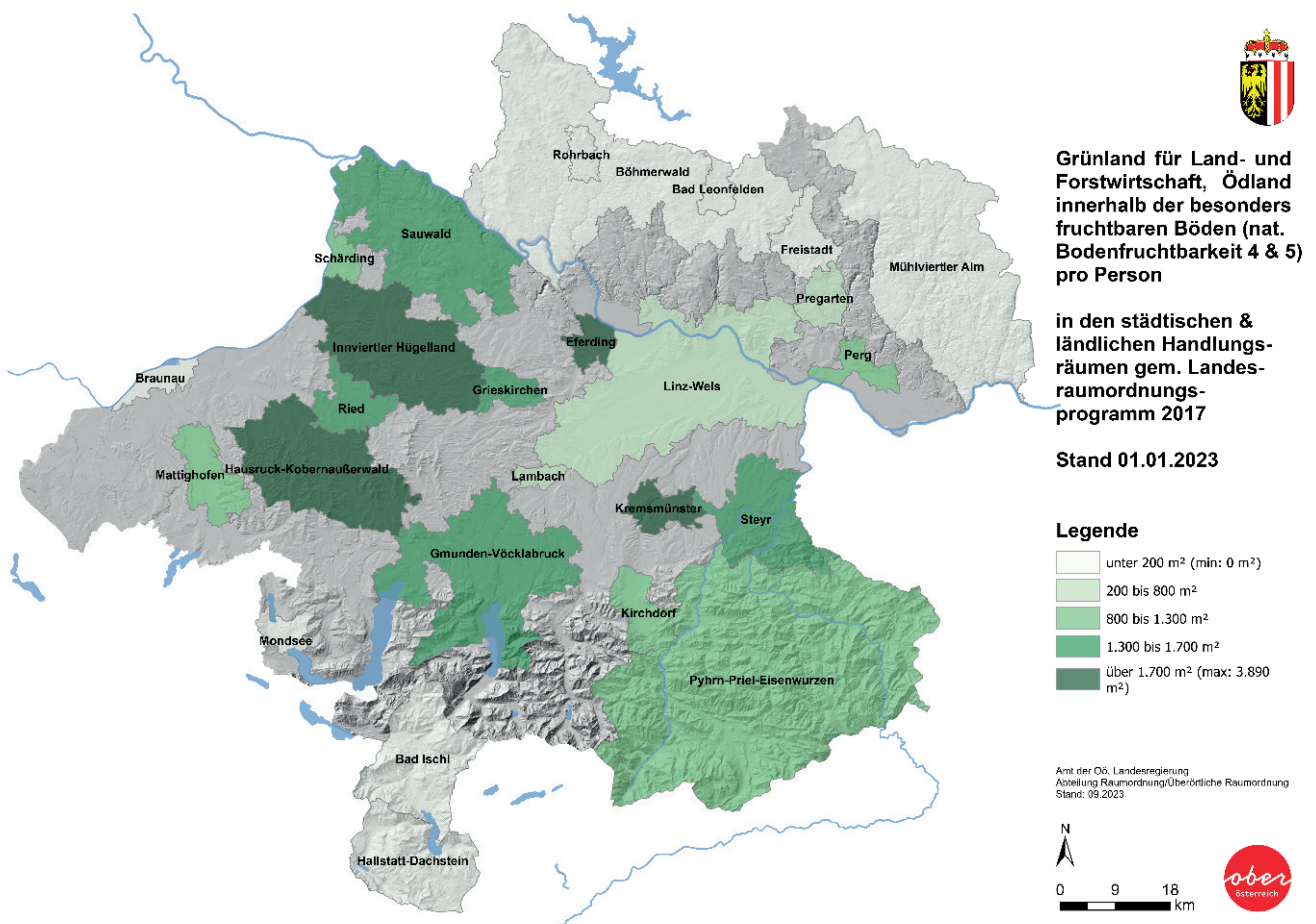 Grünland für Land- und
Forstwirtschaft, Ödland
innerhalb der besonders
fruchtbaren Böden (nat.
Bodenfruchtbarkeit 4 & 5)
pro Person
in den städtischen &
ländlichen Handlungs-
räumen gem. Landes-
raumordnungs-
programm 2017
Stand 01.01.2023
Legende
unter 200 m² (min: 0 m²)
200 bis 800 m²
800 bis 1.300 m²
1.300 bis 1.700 m²
über 1.700 m² (max: 3.890
m²)
Amt der Oö. Landesregierung
Abteilung Raumordnung/Überörtliche Raumordnung
Stand: 09.2023
N
0 9 18
km
ober
österreich
Rohrbach
Böhmerwald
Bad Leonfelden
Sauwald
Freistadt
Schärding
Mühlviertler Alm
Pregarten
Innviertler Hügelland
Eferding
Perg
Braunau
Grieskirchen
Linz-Wels
Ried
Mattighofen
Hausruck-Kobernaußerwald
Lambach
Kremsmünster
Steyr
Gmunden-Vöcklabruck
Kirchdorf
Mondsee
Pyhrn-Priel-Eisenwurzen
Bad Ischl
Hallstatt-Dachstein